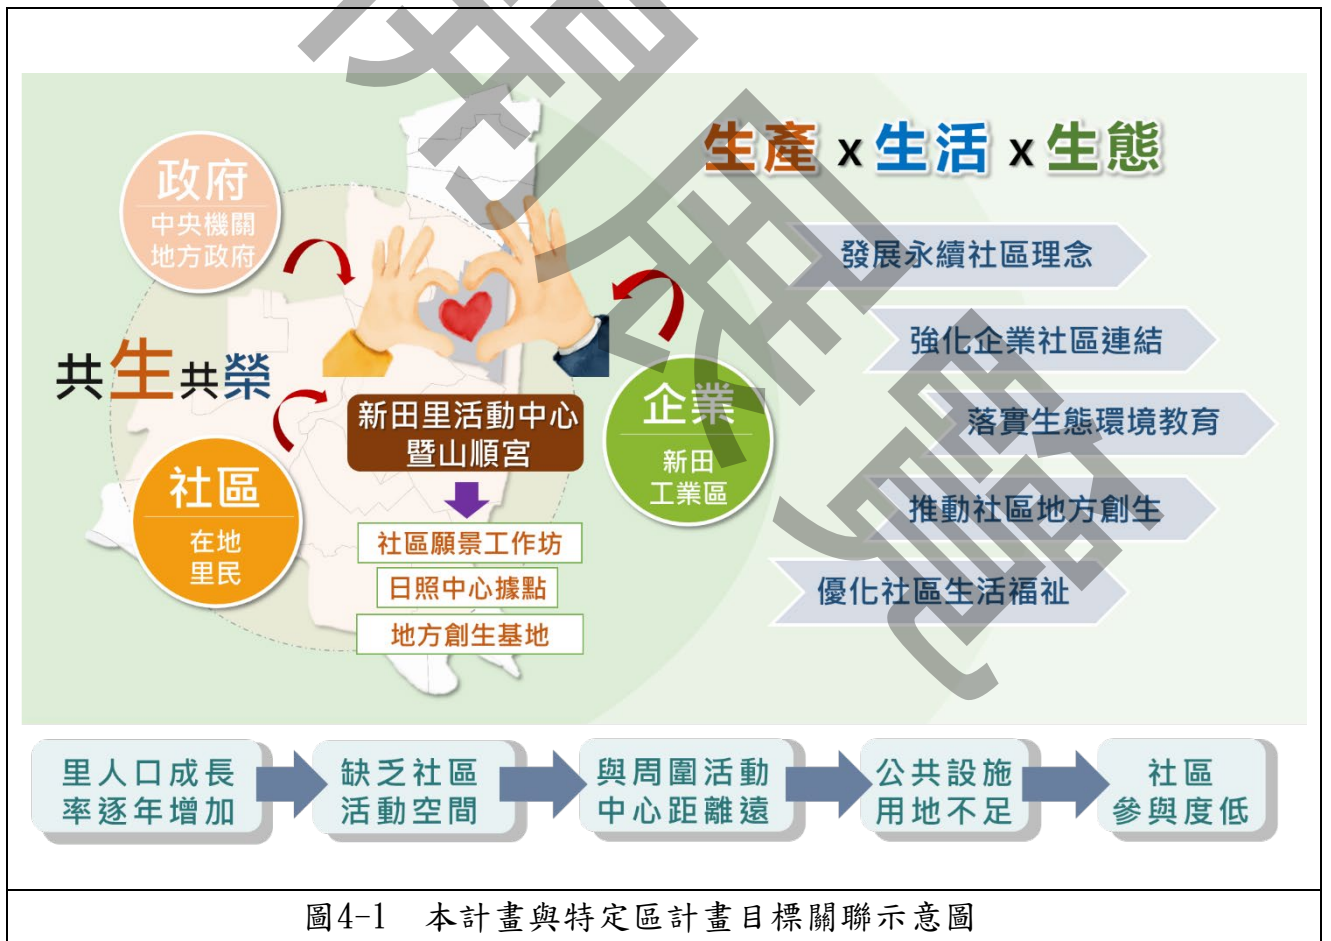 生產 x 生活 x 生態
政府
中央機關
地方政府
共生共榮
社區
在地
里民
企業
新田
工業區
新田里活動中心
暨山順宮
社區願景工作坊
日照中心據點
地方創生基地
發展永續社區理念
強化企業社區連結
落實生態環境教育
推動社區地方創生
優化社區生活福祉
里人口成長
率逐年增加
缺乏社區
活動空間
與周圍活動
中心距離遠
公共設施
用地不足
社區
參與度低
圖4-1 本計畫與特定區計畫目標關聯示意圖